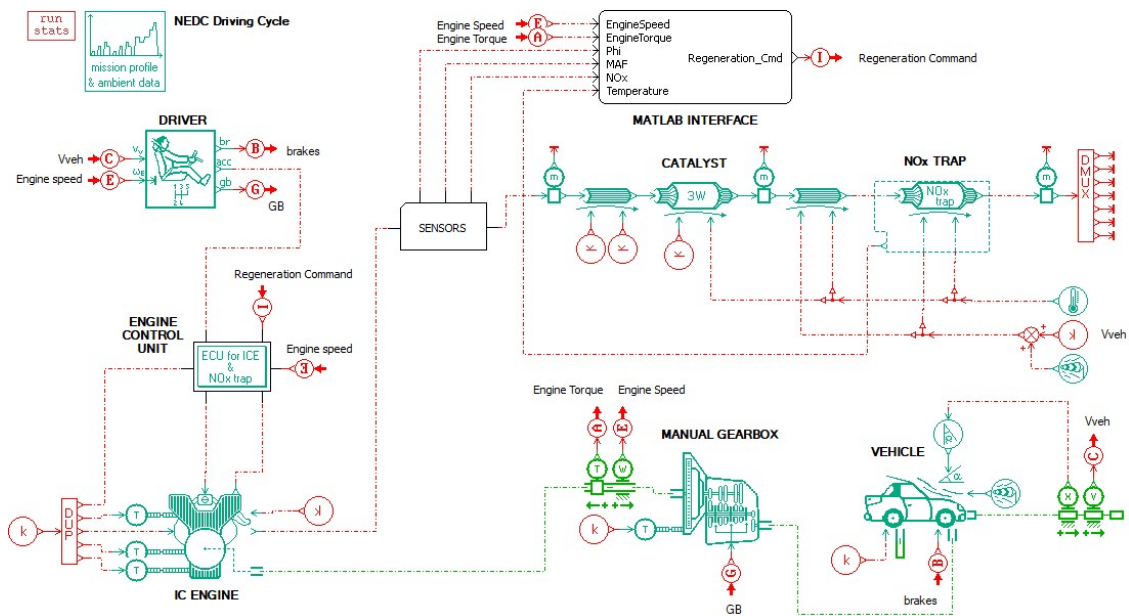 run
stats
NEDC Driving Cycle
mission profile
& ambient data
Engine Speed
E
EngineSpeed
Engine Torque
A
EngineTorque
Phi
MAF
NOx
Temperature
Regeneration_Cmd
I
Regeneration Command
MATLAB INTERFACE
DRIVER
Vveh
C
Engine speed
E
br
acc
gb
B
brakes
G
GB
SENSORS
m
CATALYST
3W
m
NOx TRAP
NOx
trap
m
DMUX
K
K
K
k
Vveh
Regeneration Command
I
ENGINE
CONTROL
UNIT
ECU for ICE
&
NOx trap
Engine speed
E
k
DUP
T
T
T
k
IC ENGINE
Engine Torque
Engine Speed
A
E
T
W
MANUAL GEARBOX
k
T
G
GB
VEHICLE
α
Vveh
C
X
V
k
B
brakes